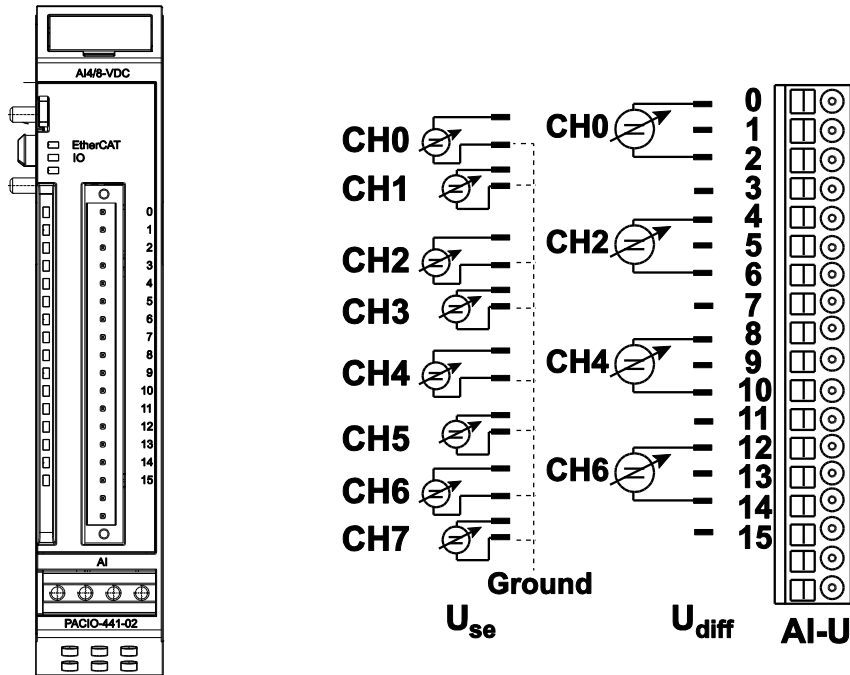 AI4/8-VDC
EtherCAT
IO
0
1
2
3
4
5
6
7
8
9
10
11
12
13
14
15
AI
PACIO-441-02
CH0
CH1
CH2
CH3
CH4
CH5
CH6
CH7
Ground
Use
CH0
CH2
CH4
CH6
Udiff
0
1
2
3
4
5
6
7
8
9
10
11
12
13
14
15
AI-U